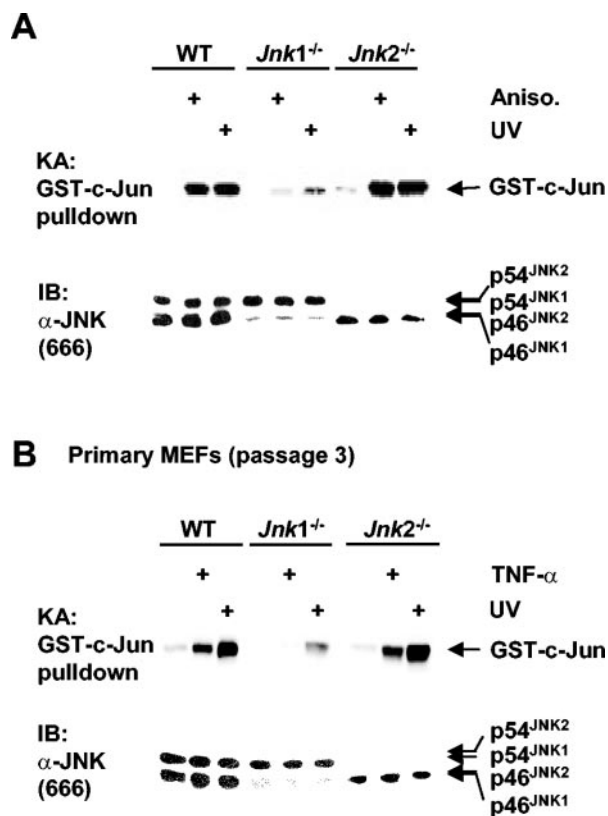 A
WT Jnk1-/- Jnk2-/-
+ + + Aniso.
+ + + UV
KA:
GST-c-Jun
pulldown
GST-c-Jun
IB:
α-JNK
(666)
p54JNK2
p54JNK1
p46JNK2
p46JNK1
B Primary MEFs (passage 3)
WT Jnk1-/- Jnk2-/-
+ + + TNF-α
+ + + UV
KA:
GST-c-Jun
pulldown
GST-c-Jun
IB:
α-JNK
(666)
p54JNK2
p54JNK1
p46JNK2
p46JNK1